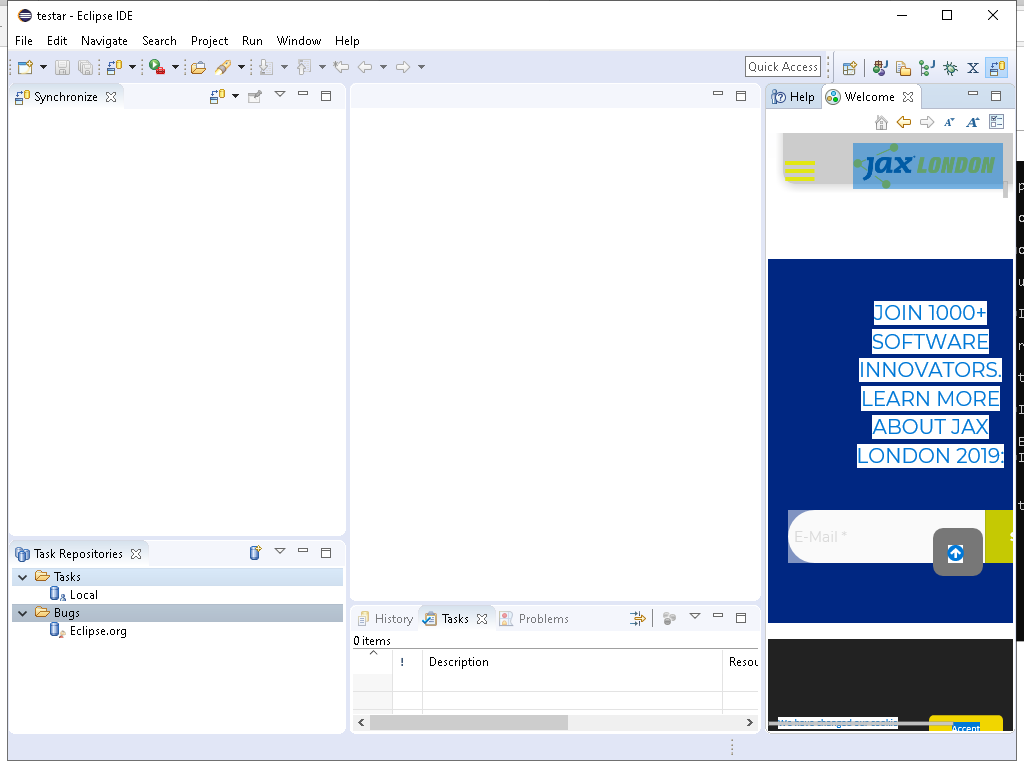 testar - Eclipse IDE
File Edit Navigate Search Project Run Window Help
Quick Access
Synchronize
Help
Welcome
JAX LONDON
JOIN 1000+
SOFTWARE
INNOVATORS.
LEARN MORE
ABOUT JAX
LONDON 2019:
E-Mail *
We have changed our cookie
Accept
Task Repositories
Tasks
Local
Bugs
Eclipse.org
History
Tasks
Problems
0 items
! Description Resou